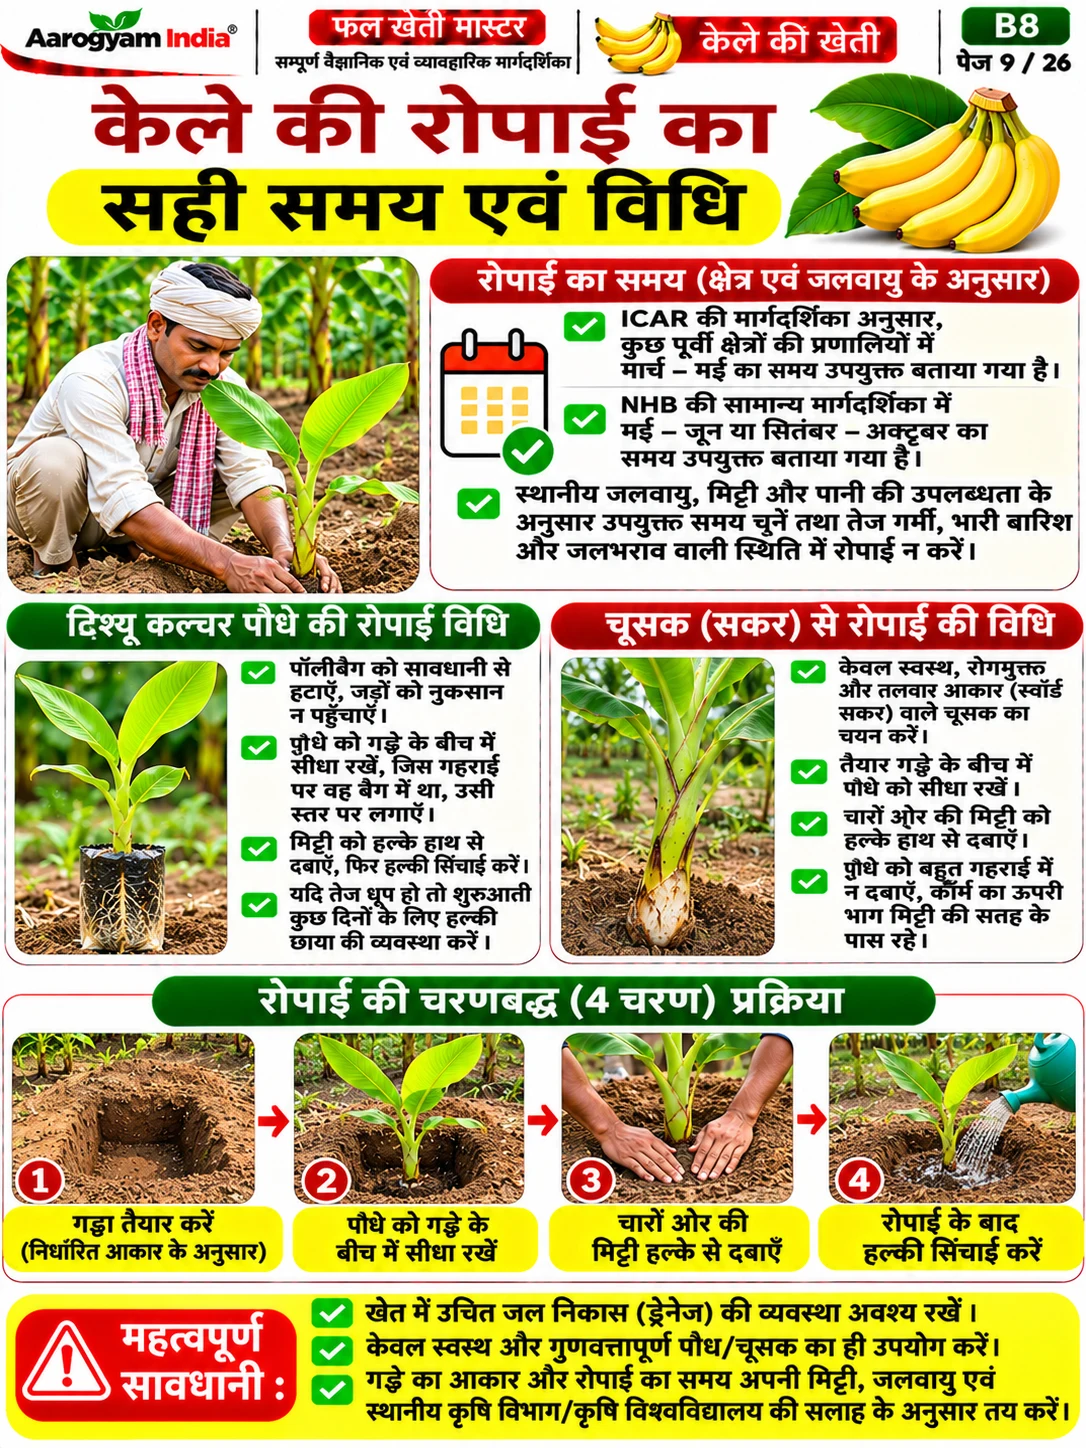 Aarogyam India®
फल खेती मास्टर
सम्पूर्ण वैज्ञानिक एवं व्यावहारिक मार्गदर्शिका
केले की खेती
B8
पेज 9 / 26
केले की रोपाई का
सही समय एवं विधि
रोपाई का समय (क्षेत्र एवं जलवायु के अनुसार)
ICAR की मार्गदर्शिका अनुसार,
कुछ पूर्वी क्षेत्रों की प्रणालियों में
मार्च – मई का समय उपयुक्त बताया गया है।
NHB की सामान्य मार्गदर्शिका में
मई – जून या सितंबर – अक्टूबर का
समय उपयुक्त बताया गया है।
स्थानीय जलवायु, मिट्टी और पानी की उपलब्धता के
अनुसार उपयुक्त समय चुनें तथा तेज गर्मी, भारी बारिश
और जलभराव वाली स्थिति में रोपाई न करें।
टिश्यू कल्चर पौधे की रोपाई विधि
पॉलीबैग को सावधानी से
हटाएँ, जड़ों को नुकसान
न पहुँचाएँ।
पौधे को गड्ढे के बीच में
सीधा रखें, जिस गहराई
पर वह बैग में था, उसी
स्तर पर लगाएँ।
मिट्टी को हल्के हाथ से
दबाएँ, फिर हल्की सिंचाई करें।
यदि तेज धूप हो तो शुरुआती
कुछ दिनों के लिए हल्की
छाया की व्यवस्था करें।
चूसक (सकर) से रोपाई की विधि
केवल स्वस्थ, रोगमुक्त
और तलवार आकार (स्वॉर्ड
सकर) वाले चूसक का
चयन करें।
तैयार गड्ढे के बीच में
पौधे को सीधा रखें।
चारों ओर की मिट्टी को
हल्के हाथ से दबाएँ।
पौधे को बहुत गहराई में
न दबाएँ, कॉर्म का ऊपरी
भाग मिट्टी की सतह के
पास रहे।
रोपाई की चरणबद्ध (4 चरण) प्रक्रिया
1
गड्ढा तैयार करें
(निर्धारित आकार के अनुसार)
2
पौधे को गड्ढे के
बीच में सीधा रखें
3
चारों ओर की
मिट्टी हल्के से दबाएँ
4
रोपाई के बाद
हल्की सिंचाई करें
महत्वपूर्ण
सावधानी :
खेत में उचित जल निकास (ड्रेनेज) की व्यवस्था अवश्य रखें।
केवल स्वस्थ और गुणवत्तापूर्ण पौध/चूसक का ही उपयोग करें।
गड्ढे का आकार और रोपाई का समय अपनी मिट्टी, जलवायु एवं
स्थानीय कृषि विभाग/कृषि विश्वविद्यालय की सलाह के अनुसार तय करें।